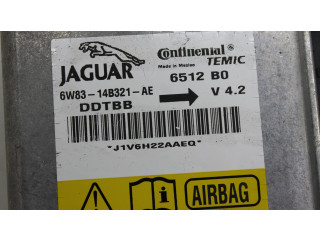 Continental
TEMIC
Made in Mexico
JAGUAR
6512 B0
6W83-14B321-AE
V 4.2
DDTBB
*J1V6H22AAEQ*
AIRBAG